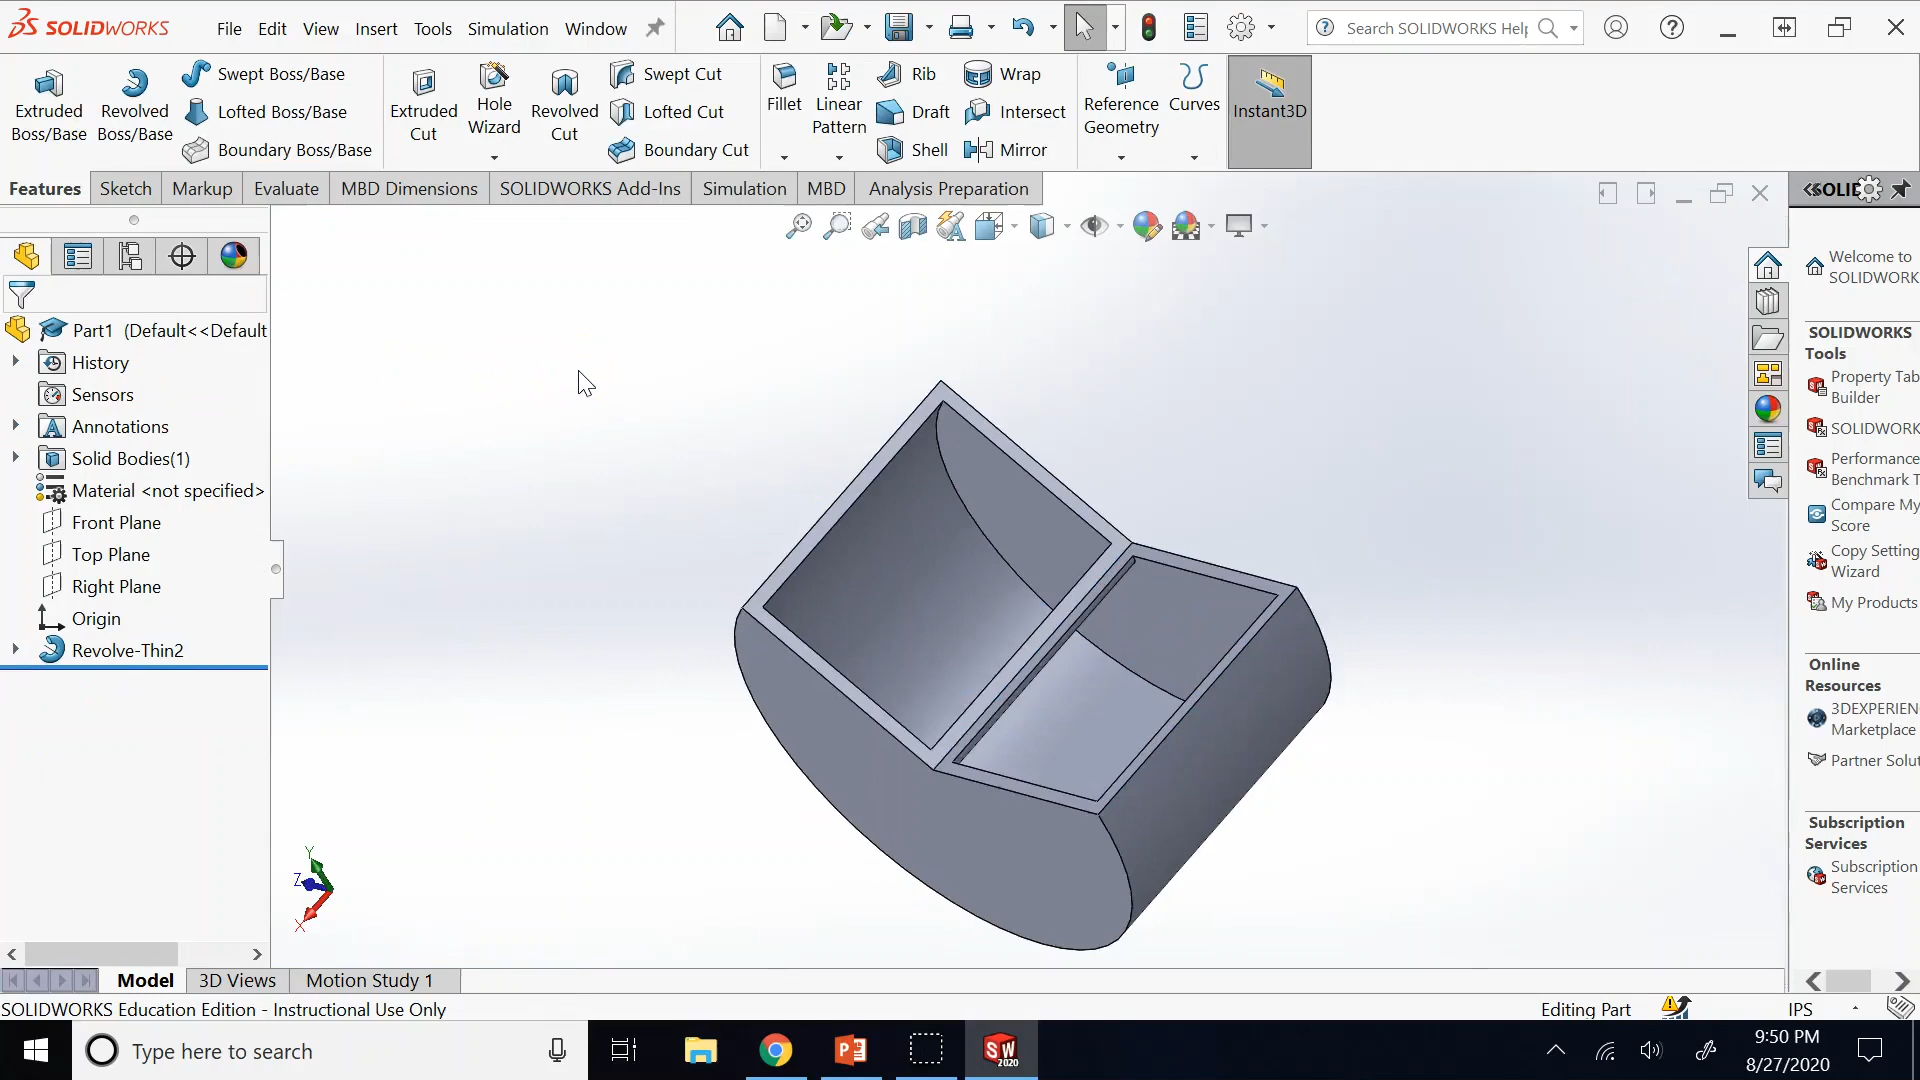 SOLIDWORKS
File Edit View Insert Tools Simulation Window
Search SOLIDWORKS Help
Extruded Boss/Base
Revolved Boss/Base
Swept Boss/Base
Lofted Boss/Base
Boundary Boss/Base
Extruded Cut
Hole Wizard
Revolved Cut
Swept Cut
Lofted Cut
Boundary Cut
Fillet
Linear Pattern
Rib
Draft
Shell
Wrap
Intersect
Mirror
Reference Geometry
Curves
Instant3D
Features Sketch Markup Evaluate MBD Dimensions SOLIDWORKS Add-Ins Simulation MBD Analysis Preparation
SOLID
Part1 (Default<<Default
History
Sensors
Annotations
Solid Bodies(1)
Material <not specified>
Front Plane
Top Plane
Right Plane
Origin
Revolve-Thin2
Y
Z
X
Welcome to
SOLIDWORK
SOLIDWORKS
Tools
Property Tab
Builder
SOLIDWORK
Performance
Benchmark T
Compare My
Score
Copy Setting
Wizard
My Products
Online
Resources
3DEXPERIEN
Marketplace
Partner Solut
Subscription
Services
Subscription
Services
Model 3D Views Motion Study 1
SOLIDWORKS Education Edition - Instructional Use Only
Editing Part
IPS
Type here to search
SW
2020
9:50 PM
8/27/2020